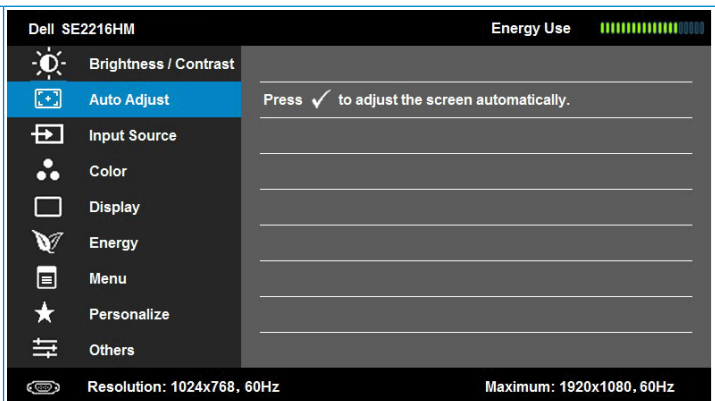 Dell SE2216HM Energy Use
Brightness / Contrast
Auto Adjust Press ✓ to adjust the screen automatically.
Input Source
Color
Display
Energy
Menu
Personalize
Others
Resolution: 1024x768, 60Hz Maximum: 1920x1080, 60Hz